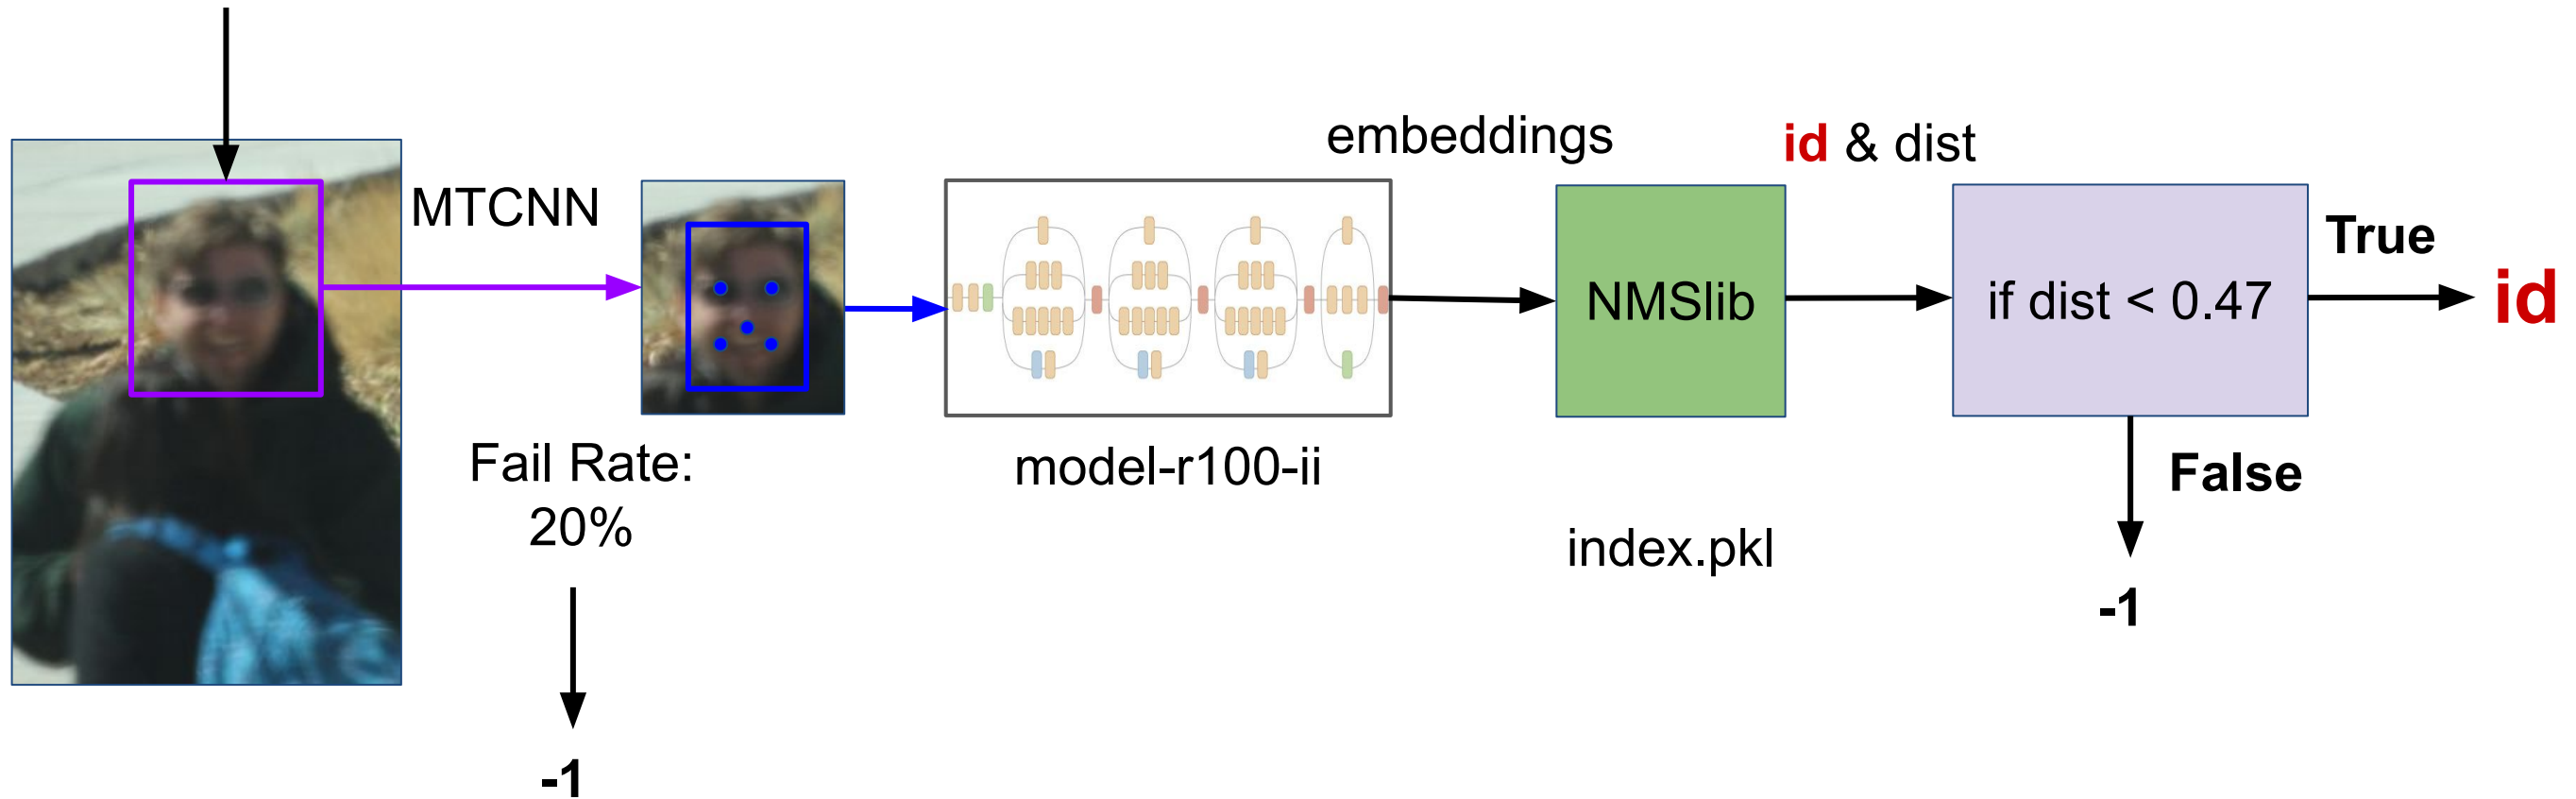 MTCNN
Fail Rate:
20%
-1
model-r100-ii
embeddings
NMSlib
index.pkl
id & dist
if dist < 0.47
True
id
False
-1